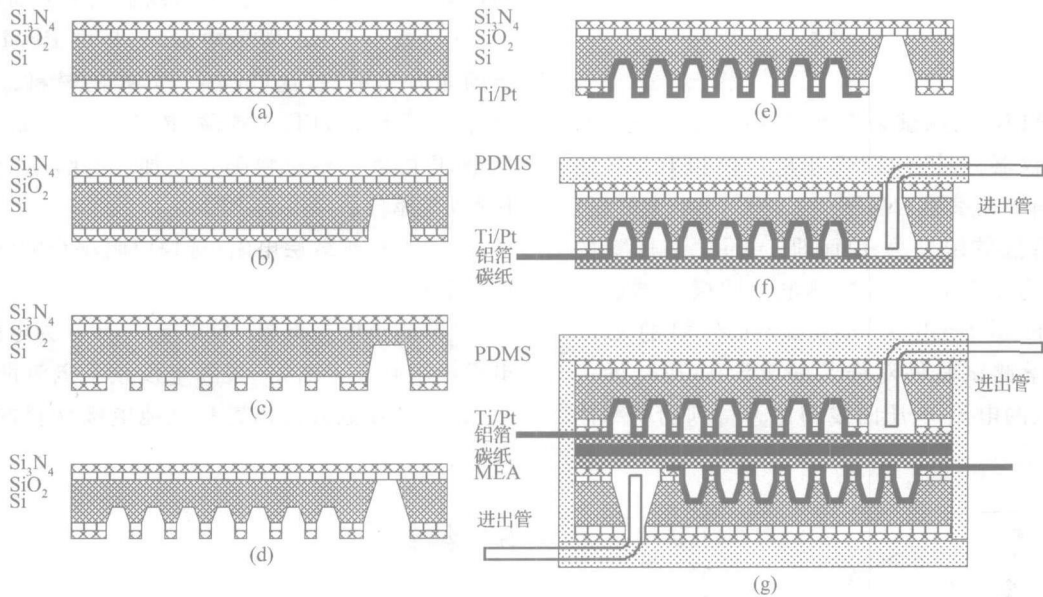 Si₃N₄
SiO₂
Si
(a)
Si₃N₄
SiO₂
Si
(b)
Si₃N₄
SiO₂
Si
(c)
Si₃N₄
SiO₂
Si
(d)
Si₃N₄
SiO₂
Si
Ti/Pt
(e)
PDMS
进出管
Ti/Pt
铝箔
碳纸
(f)
PDMS
进出管
Ti/Pt
铝箔
碳纸
MEA
进出管
(g)